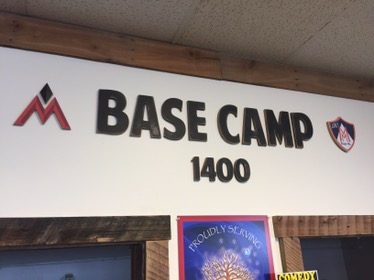 BASE CAMP
1400
PROUDLY SERVING
COMEDY